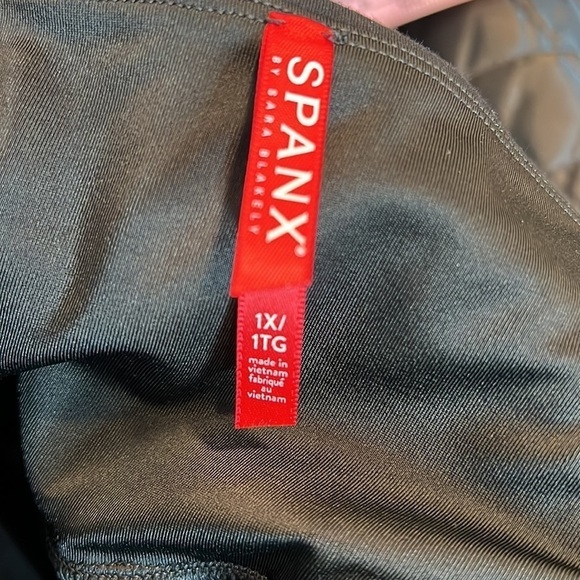 SPANX®
BY SARA BLAKELY
1X/
1TG
made in
vietnam
fabriqué
au
vietnam